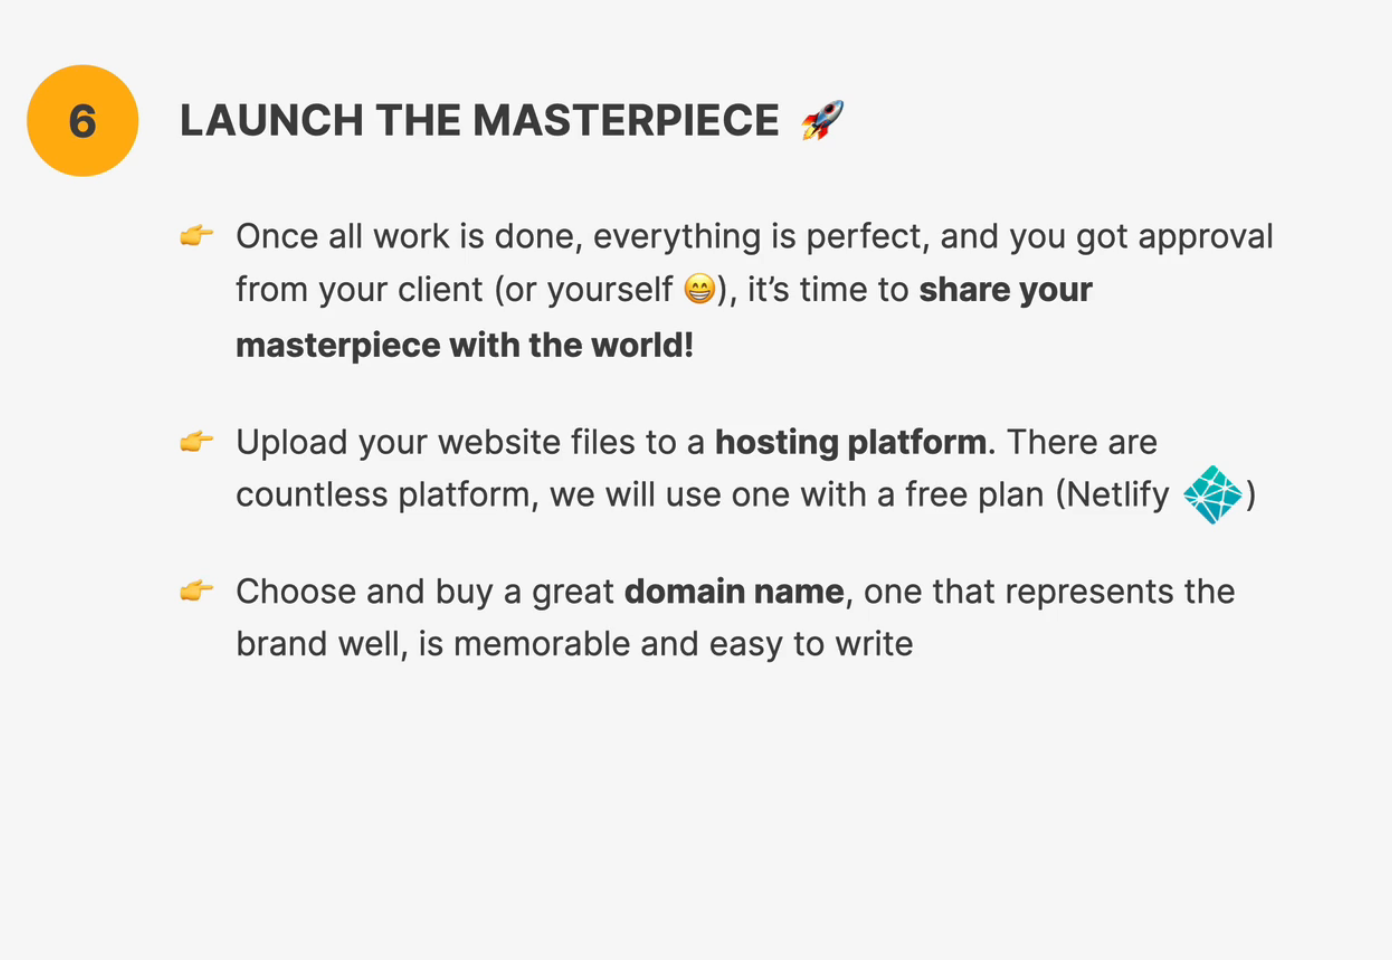 6
LAUNCH THE MASTERPIECE 🚀
👉 Once all work is done, everything is perfect, and you got approval
from your client (or yourself 😁), it’s time to share your
masterpiece with the world!
👉 Upload your website files to a hosting platform. There are
countless platform, we will use one with a free plan (Netlify )
👉 Choose and buy a great domain name, one that represents the
brand well, is memorable and easy to write